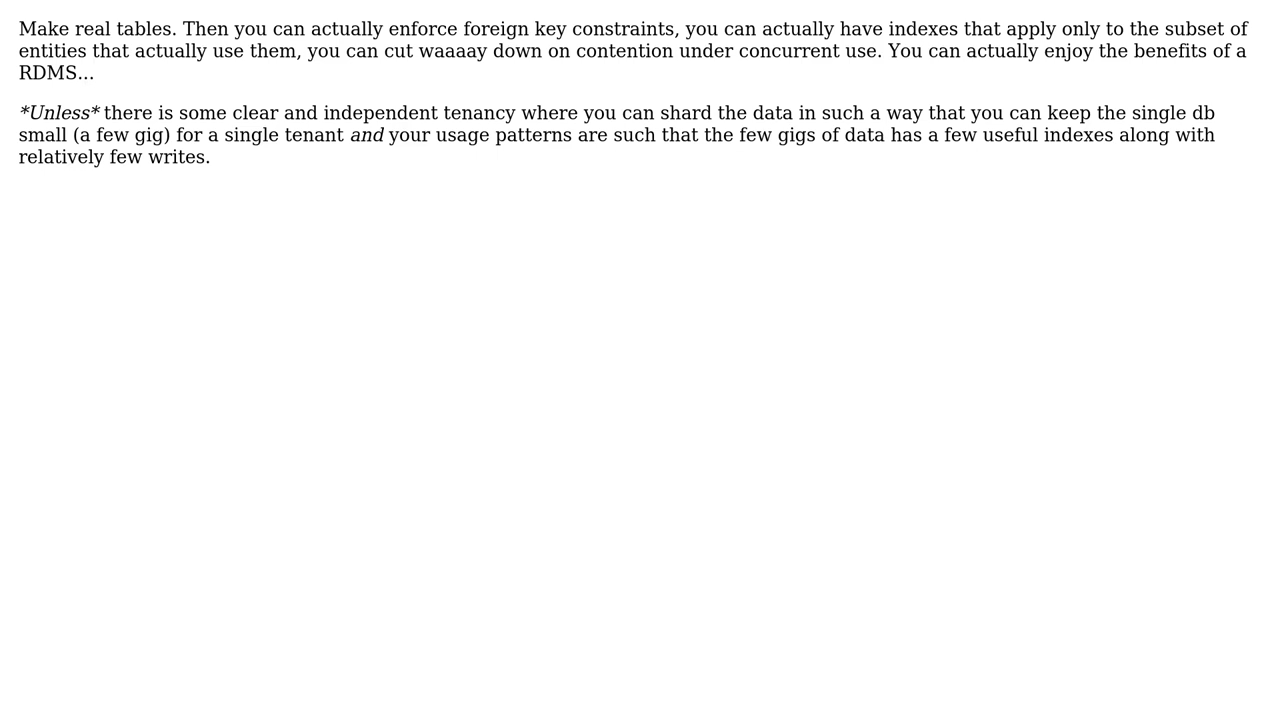 Make real tables. Then you can actually enforce foreign key constraints, you can actually have indexes that apply only to the subset of
entities that actually use them, you can cut waaaay down on contention under concurrent use. You can actually enjoy the benefits of a
RDMS...
*Unless* there is some clear and independent tenancy where you can shard the data in such a way that you can keep the single db
small (a few gig) for a single tenant and your usage patterns are such that the few gigs of data has a few useful indexes along with
relatively few writes.